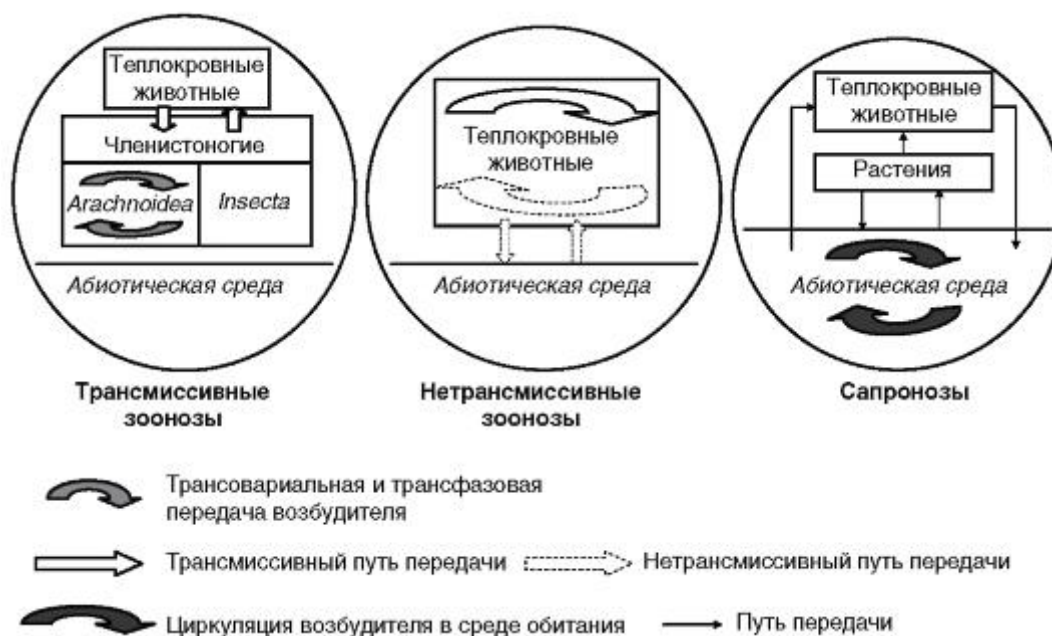 Теплокровные
животные
Членистоногие
Arachnoidea
Insecta
Абиотическая среда
Трансмиссивные
зоонозы
Теплокровные
животные
Абиотическая среда
Нетрансмиссивные
зоонозы
Теплокровные
животные
Растения
Абиотическая среда
Сапронозы
Трансовариальная и трансфазовая
передача возбудителя
Трансмиссивный путь передачи
Нетрансмиссивный путь передачи
Циркуляция возбудителя в среде обитания
Путь передачи